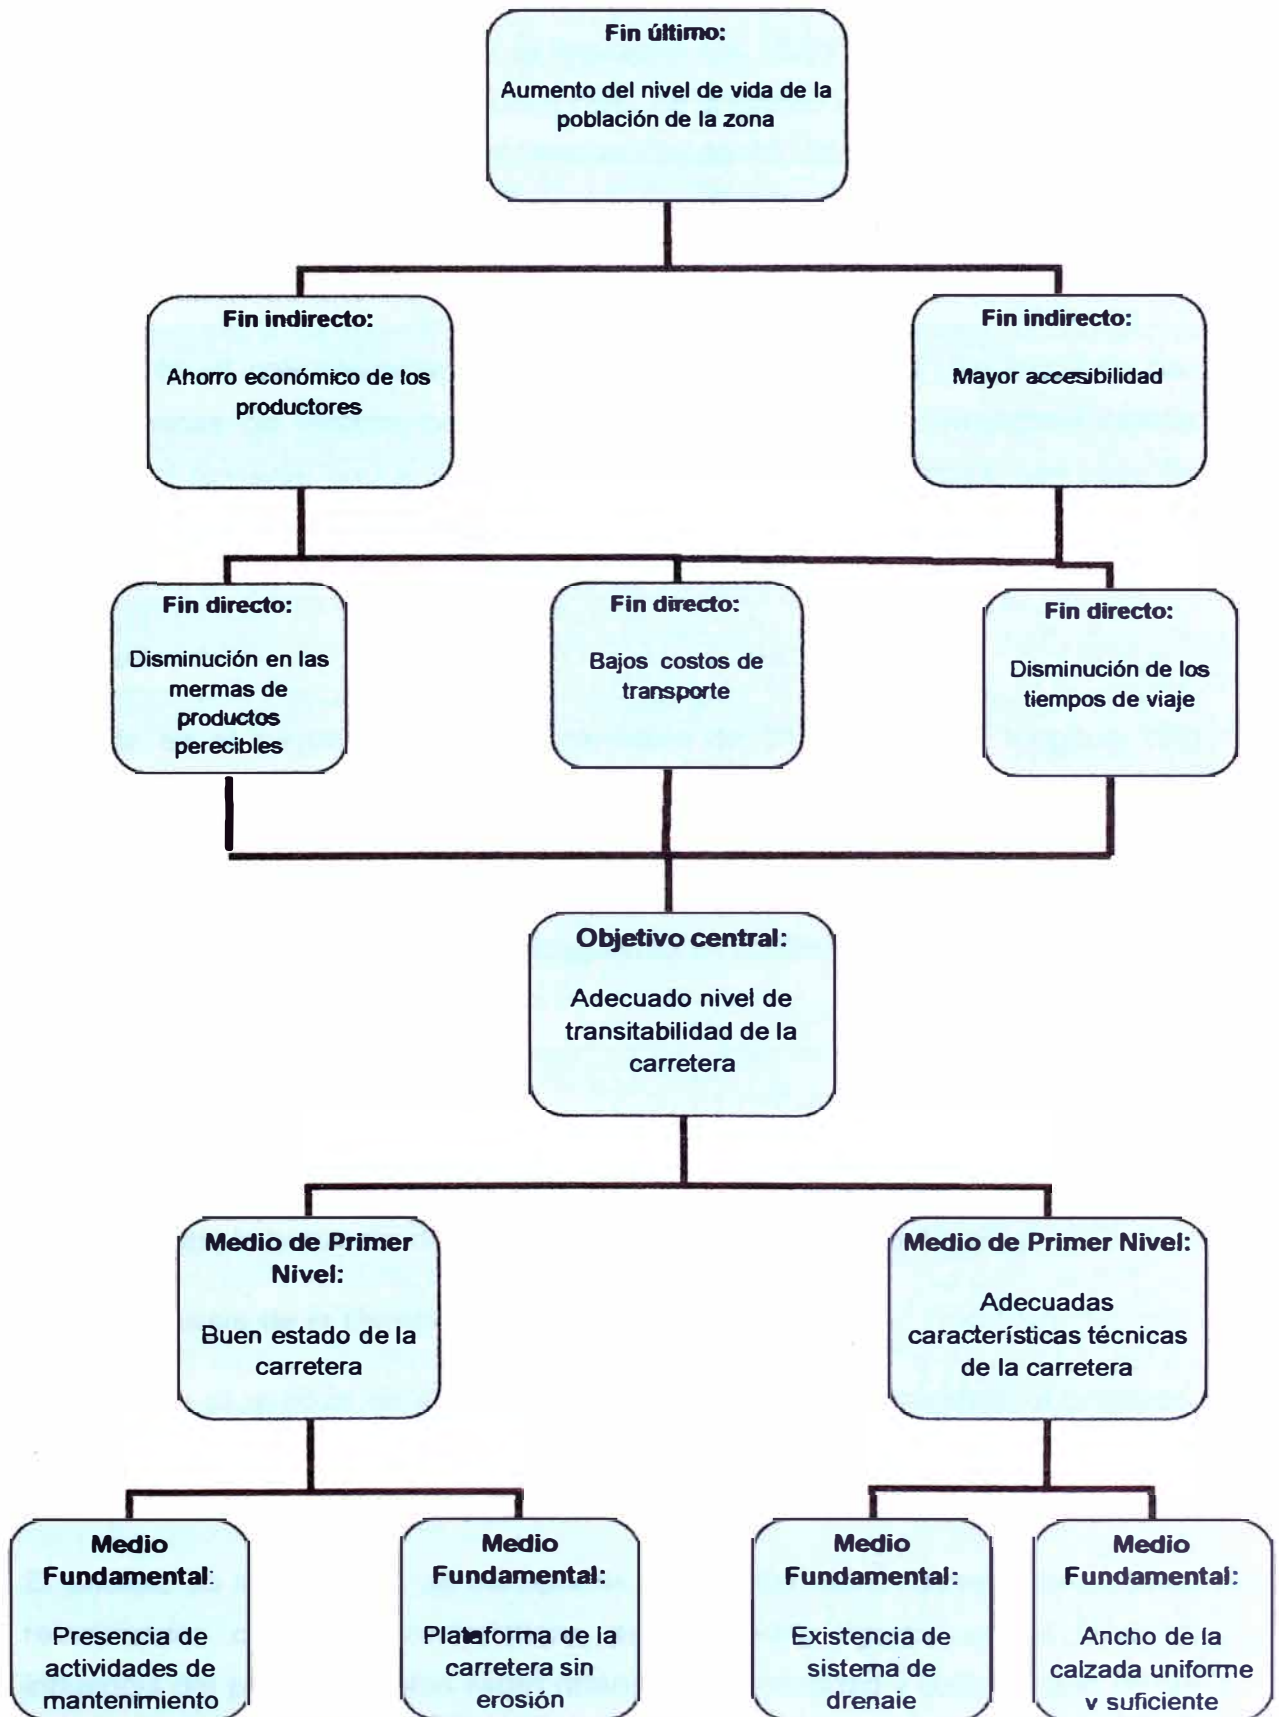 Fin último:
Aumento del nivel de vida de la
población de la zona
Fin indirecto:
Ahorro económico de los
productores
Fin indirecto:
Mayor accesibilidad
Fin directo:
Disminución en las
mermas de
productos
perecibles
Fin directo:
Bajos costos de
transporte
Fin directo:
Disminución de los
tiempos de viaje
Objetivo central:
Adecuado nivel de
transitabilidad de la
carretera
Medio de Primer
Nivel:
Buen estado de la
carretera
Medio de Primer Nivel:
Adecuadas
características técnicas
de la carretera
Medio
Fundamental:
Presencia de
actividades de
mantenimiento
Medio
Fundamental:
Plataforma de la
carretera sin
erosión
Medio
Fundamental:
Existencia de
sistema de
drenaje
Medio
Fundamental:
Ancho de la
calzada uniforme
y suficiente